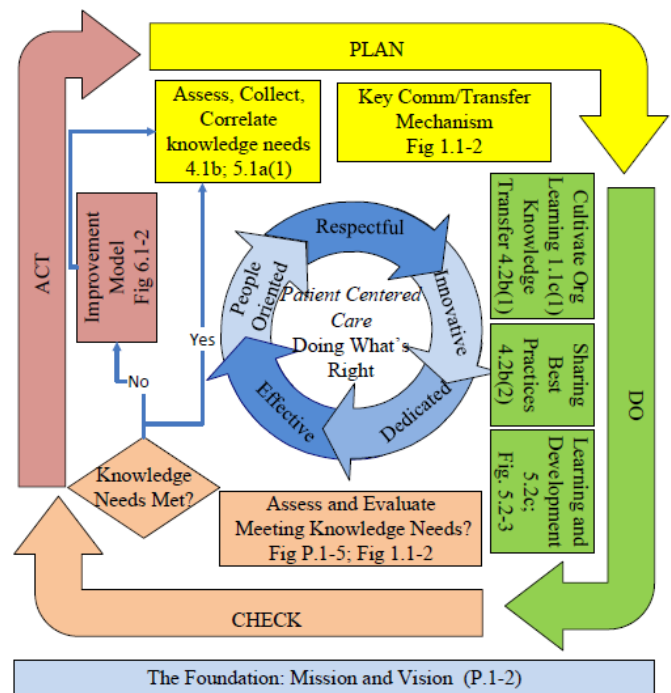 PLAN
Assess, Collect,
Correlate
knowledge needs
4.1b; 5.1a(1)
Key Comm/Transfer
Mechanism
Fig 1.1-2
Cultivate Org
Learning 1.1c(1)
Knowledge
Transfer 4.2b(1)
Sharing
Best
Practices
4.2b(2)
Learning and
Development
5.2c;
Fig. 5.2-3
DO
ACT
Improvement
Model
Fig 6.1-2
Respectful
Innovative
Dedicated
Effective
People
Oriented
Patient Centered
Care
Doing What's
Right
Yes
No
Knowledge
Needs Met?
Assess and Evaluate
Meeting Knowledge Needs?
Fig P.1-5; Fig 1.1-2
CHECK
The Foundation: Mission and Vision (P.1-2)